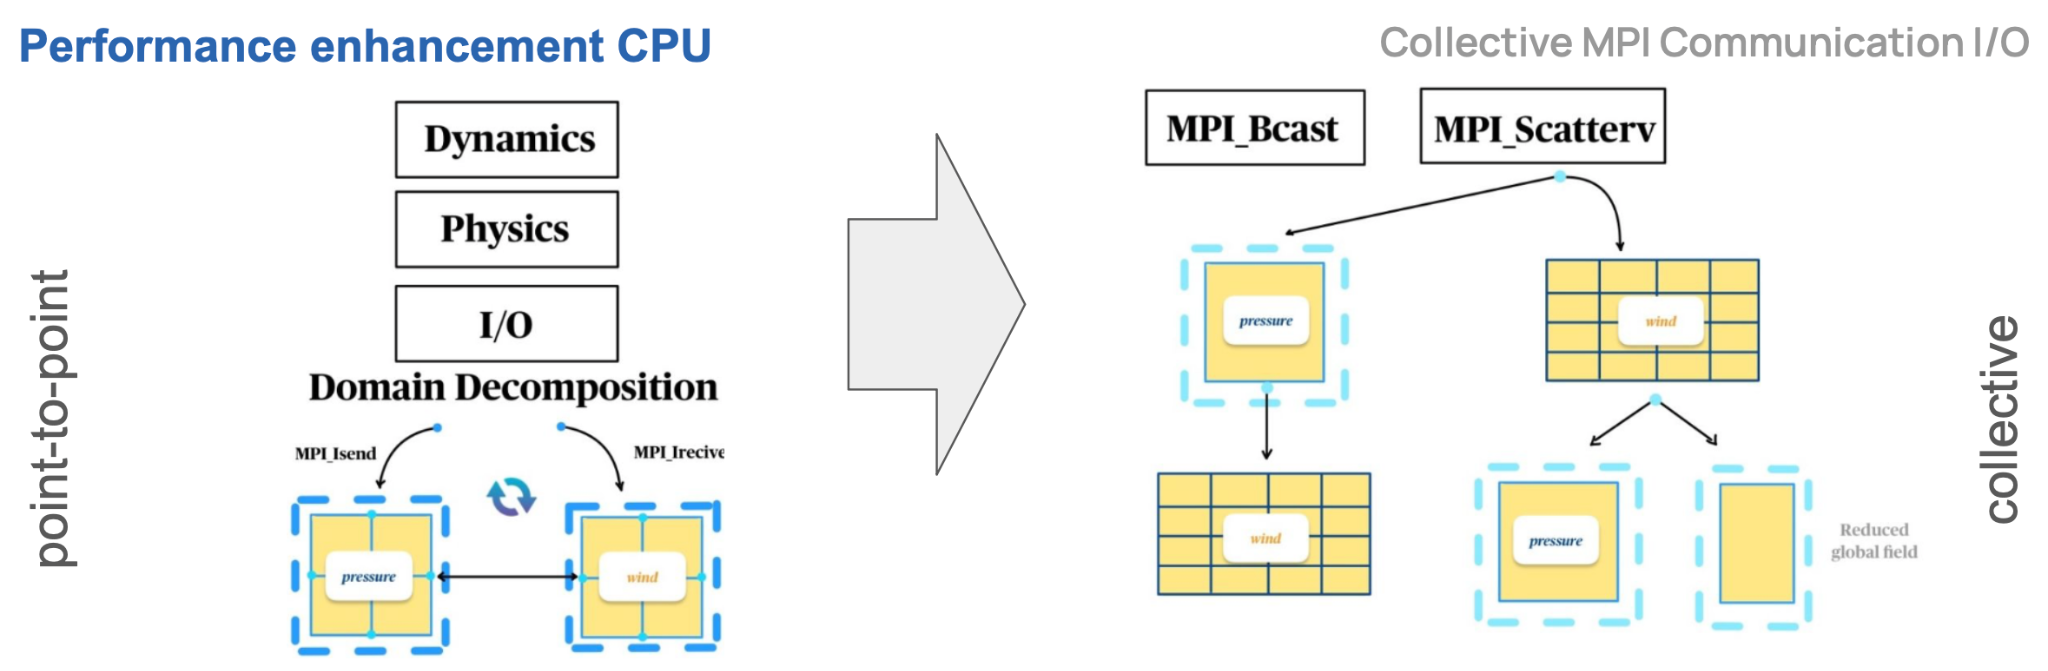 Performance enhancement CPU
Collective MPI Communication I/O
point-to-point
Dynamics
Physics
I/O
Domain Decomposition
MPI_Isend
MPI_Irecive
pressure
wind
MPI_Bcast
MPI_Scatterv
pressure
wind
wind
pressure
Reduced
global field
collective